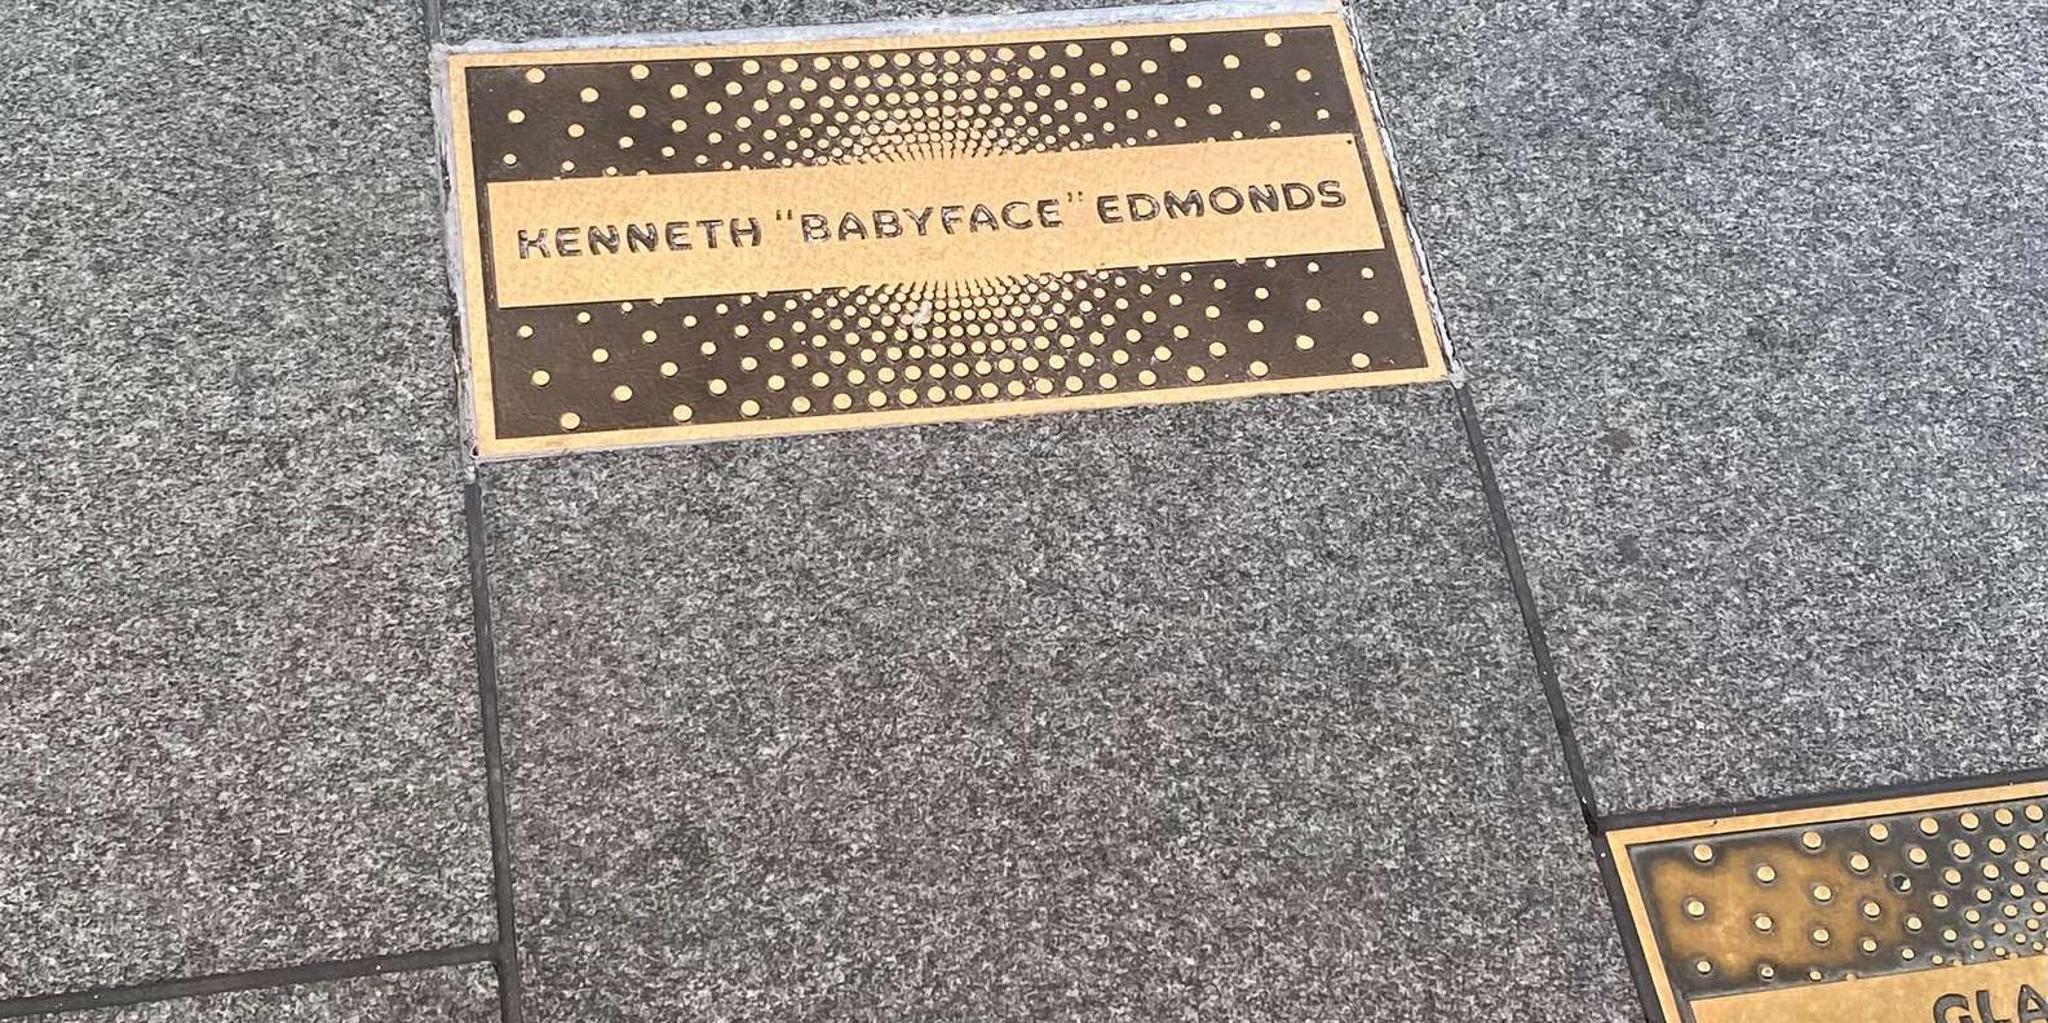 KENNETH "BABYFACE" EDMONDS